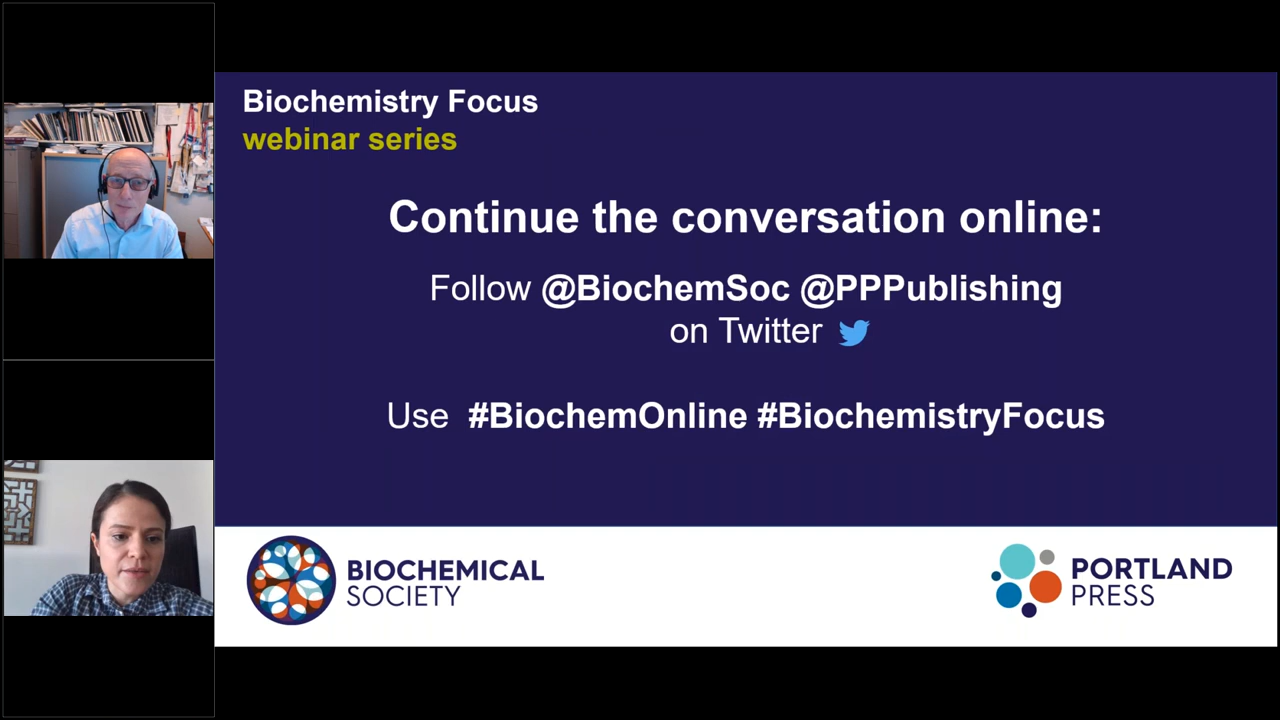 Biochemistry Focus
webinar series
Continue the conversation online:
Follow @BiochemSoc @PPPublishing
on Twitter
Use #BiochemOnline #BiochemistryFocus
BIOCHEMICAL
SOCIETY
PORTLAND
PRESS